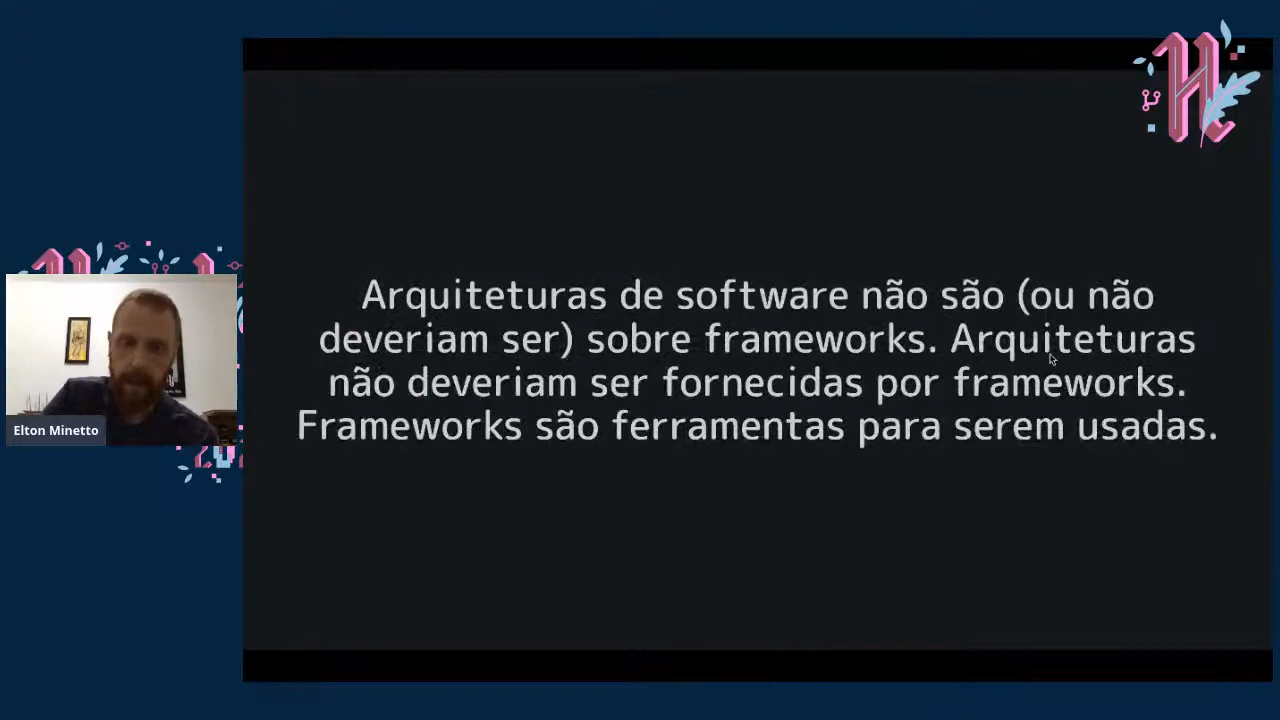 Arquiteturas de software não são (ou não
deveriam ser) sobre frameworks. Arquiteturas
não deveriam ser fornecidas por frameworks.
Frameworks são ferramentas para serem usadas.
Elton Minetto
H